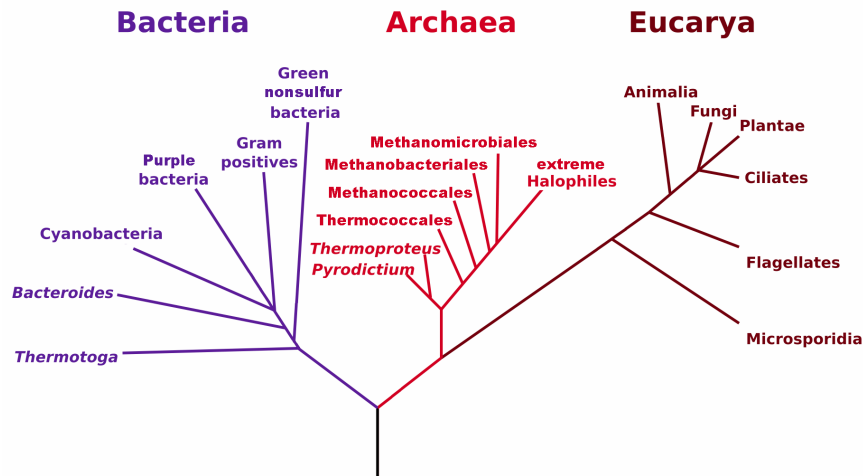 Bacteria
Archaea
Eucarya
Green
nonsulfur
bacteria
Gram
positives
Purple
bacteria
Cyanobacteria
Bacteroides
Thermotoga
Methanomicrobiales
Methanobacteriales
Methanococcales
Thermococcales
Thermoproteus
Pyrodictium
extreme
Halophiles
Animalia
Fungi
Plantae
Ciliates
Flagellates
Microsporidia